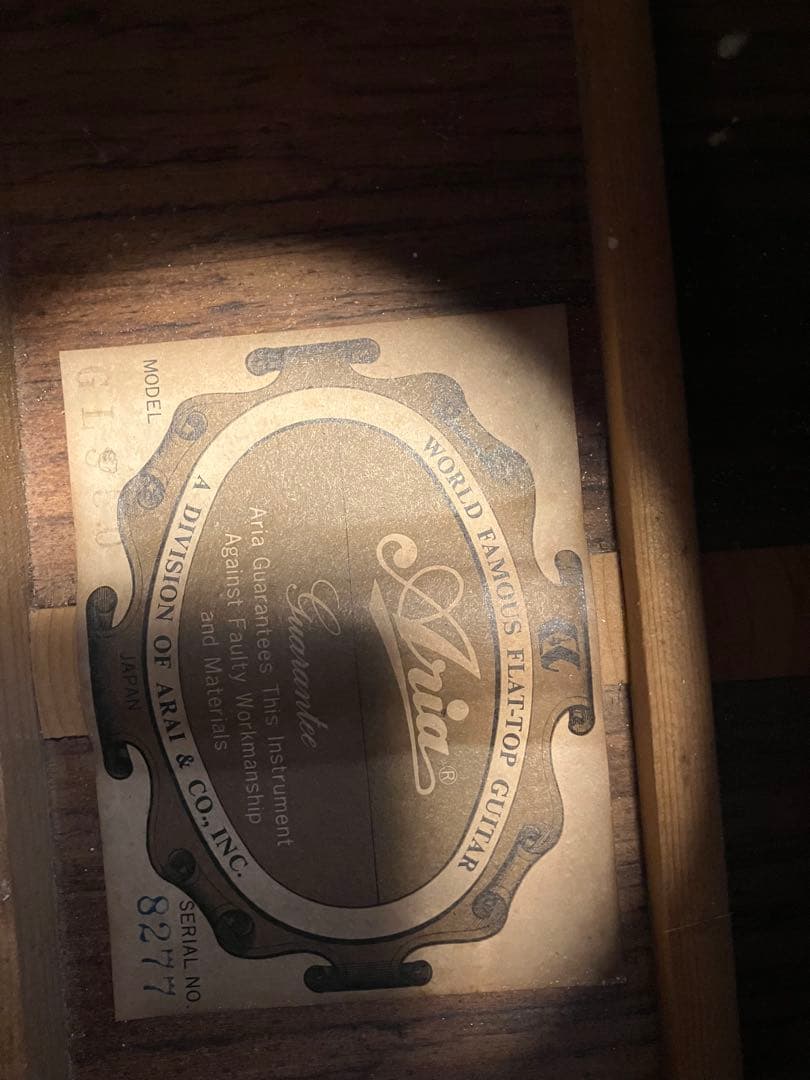 WORLD FAMOUS FLAT-TOP GUITAR
Aria®
Guarantee
Aria Guarantees This Instrument
Against Faulty Workmanship
and Materials
A DIVISION OF ARAI & CO., INC.
JAPAN
MODEL
SERIAL NO.
8277